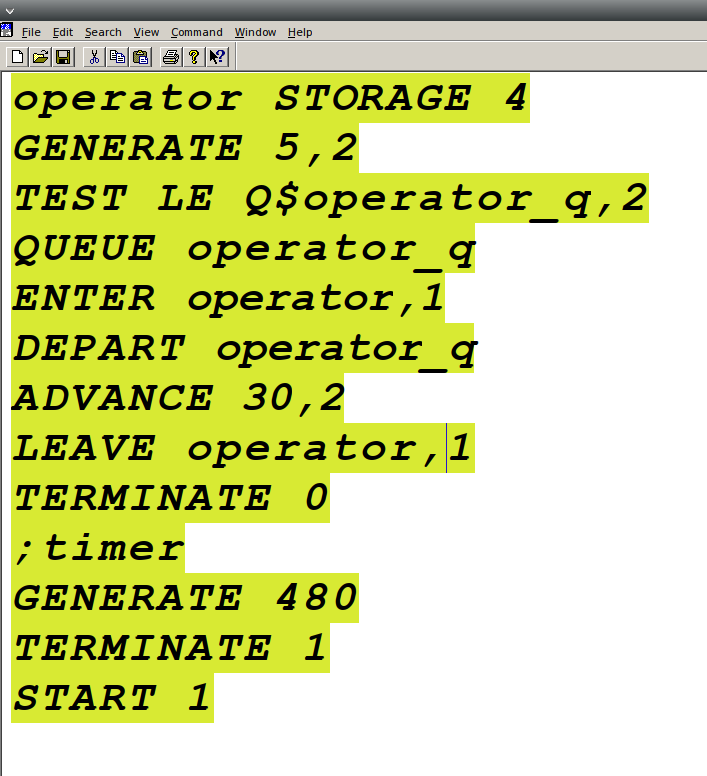 File Edit Search View Command Window Help
operator STORAGE 4
GENERATE 5,2
TEST LE Q$operator_q,2
QUEUE operator_q
ENTER operator,1
DEPART operator_q
ADVANCE 30,2
LEAVE operator,1
TERMINATE 0
;timer
GENERATE 480
TERMINATE 1
START 1